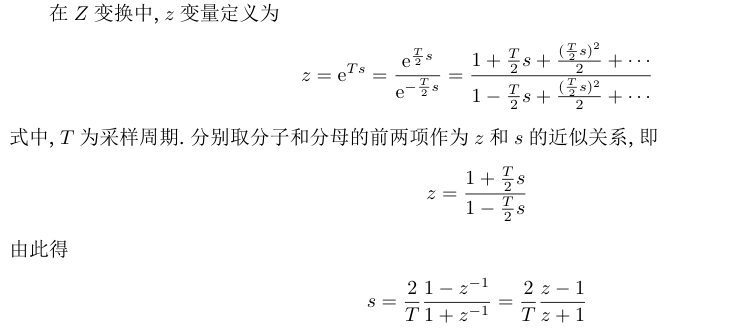 在 Z 变换中, z 变量定义为
$z = \mathrm{e}^{Ts} = \frac{\mathrm{e}^{\frac{T}{2}s}}{\mathrm{e}^{-\frac{T}{2}s}} = \frac{1 + \frac{T}{2}s + \frac{(\frac{T}{2}s)^2}{2} + \cdots}{1 - \frac{T}{2}s + \frac{(\frac{T}{2}s)^2}{2} + \cdots}$
式中, T 为采样周期. 分别取分子和分母的前两项作为 z 和 s 的近似关系, 即
$z = \frac{1 + \frac{T}{2}s}{1 - \frac{T}{2}s}$
由此得
$s = \frac{2}{T} \frac{1 - z^{-1}}{1 + z^{-1}} = \frac{2}{T} \frac{z - 1}{z + 1}$